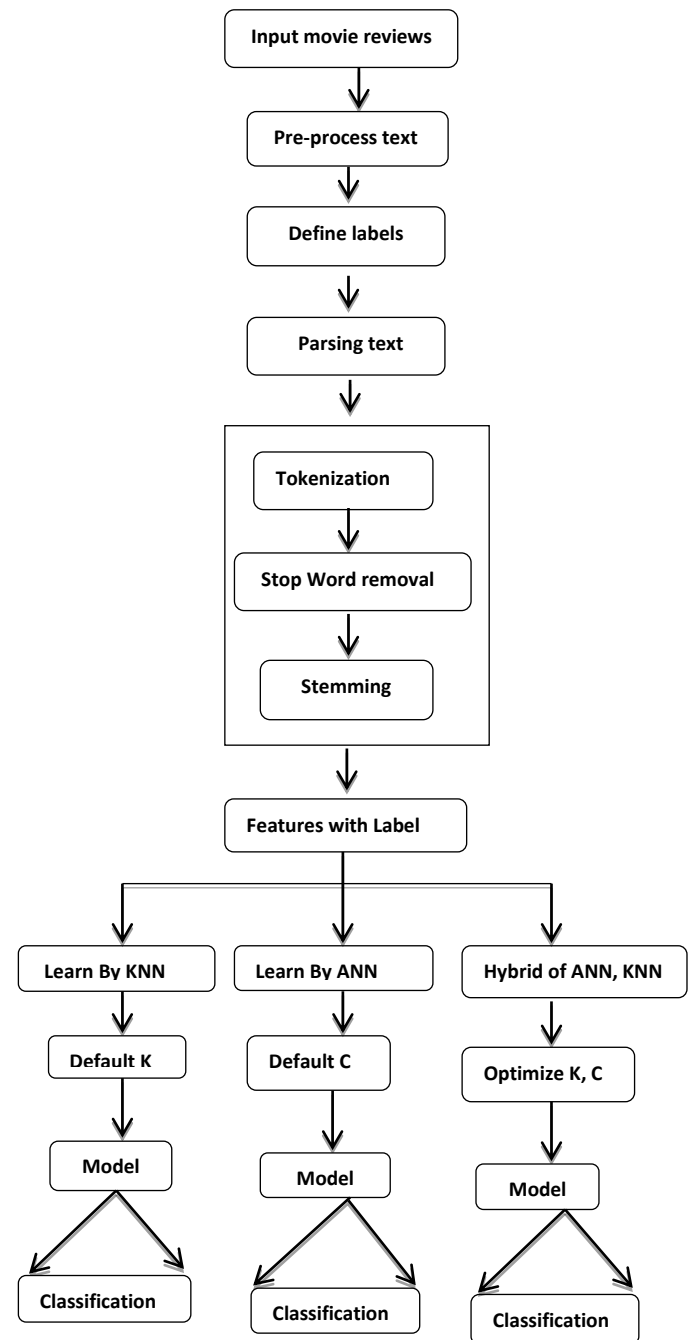 Input movie reviews
Pre-process text
Define labels
Parsing text
Tokenization
Stop Word removal
Stemming
Features with Label
Learn By KNN
Learn By ANN
Hybrid of ANN, KNN
Default K
Default C
Optimize K, C
Model
Model
Model
Classification
Classification
Classification